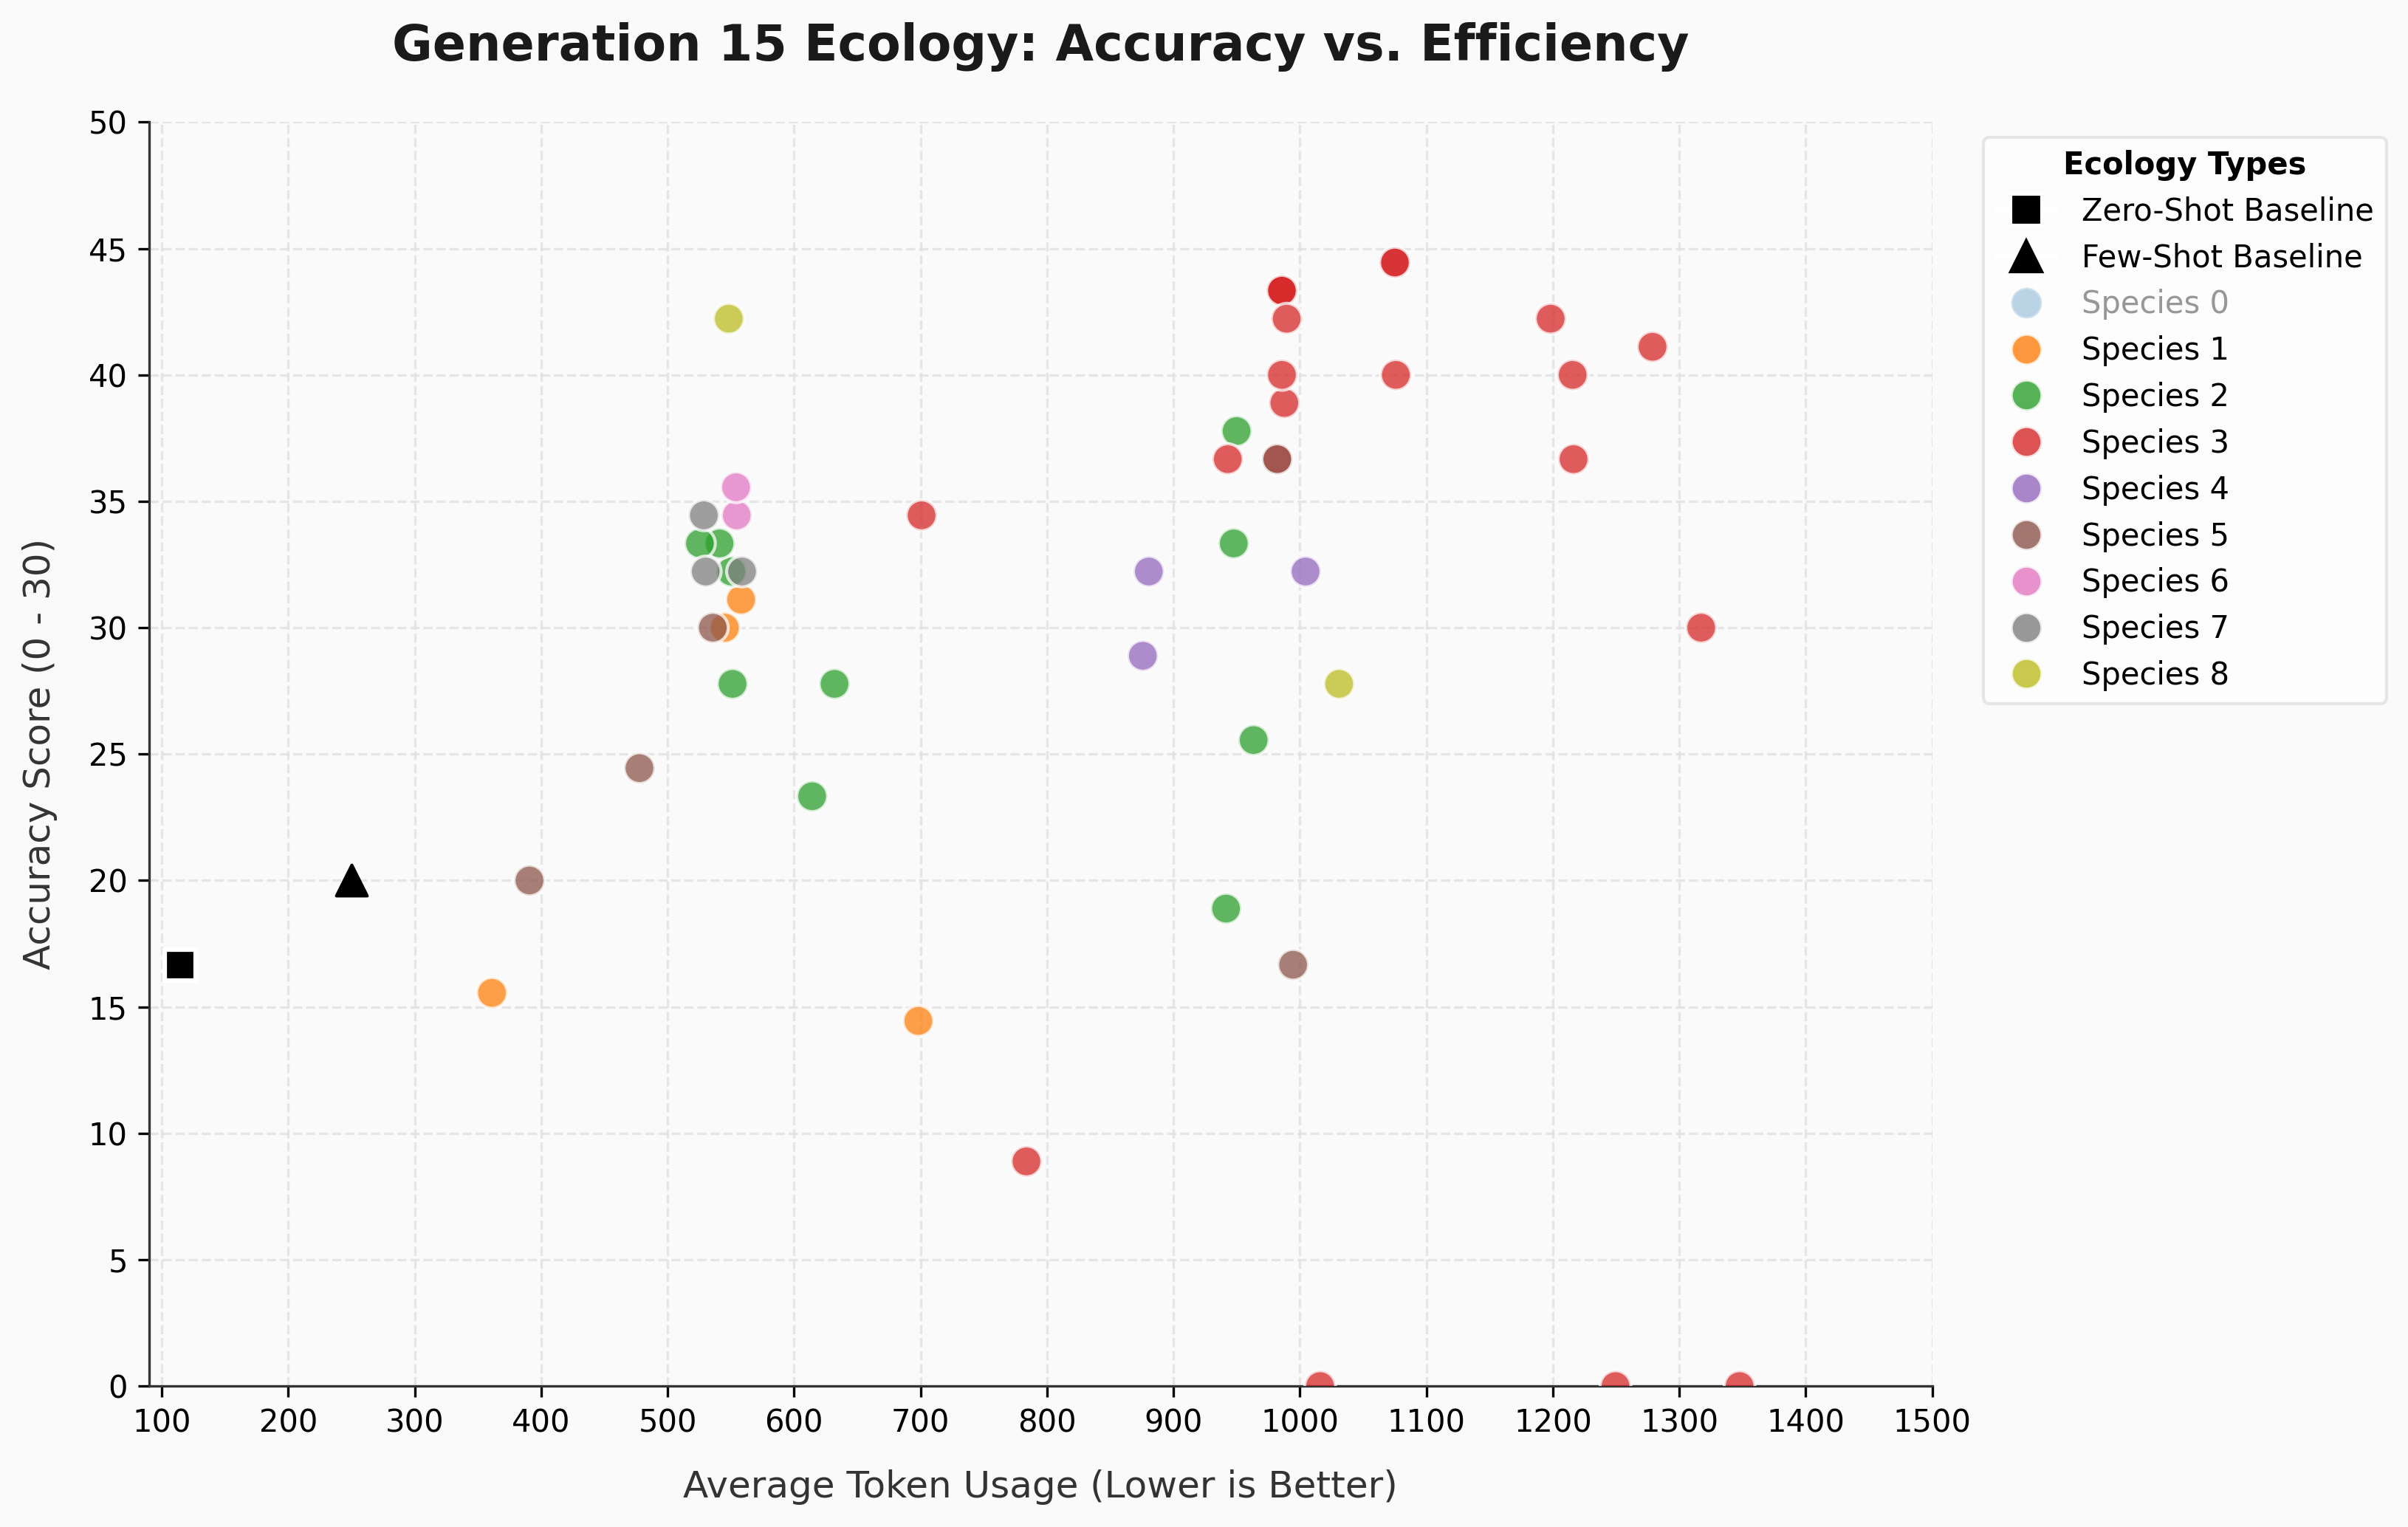 Generation 15 Ecology: Accuracy vs. Efficiency
50
45
40
35
30
25
20
15
10
5
0
Accuracy Score (0 - 30)
100 200 300 400 500 600 700 800 900 1000 1100 1200 1300 1400 1500
Average Token Usage (Lower is Better)
Ecology Types
Zero-Shot Baseline
Few-Shot Baseline
Species 0
Species 1
Species 2
Species 3
Species 4
Species 5
Species 6
Species 7
Species 8